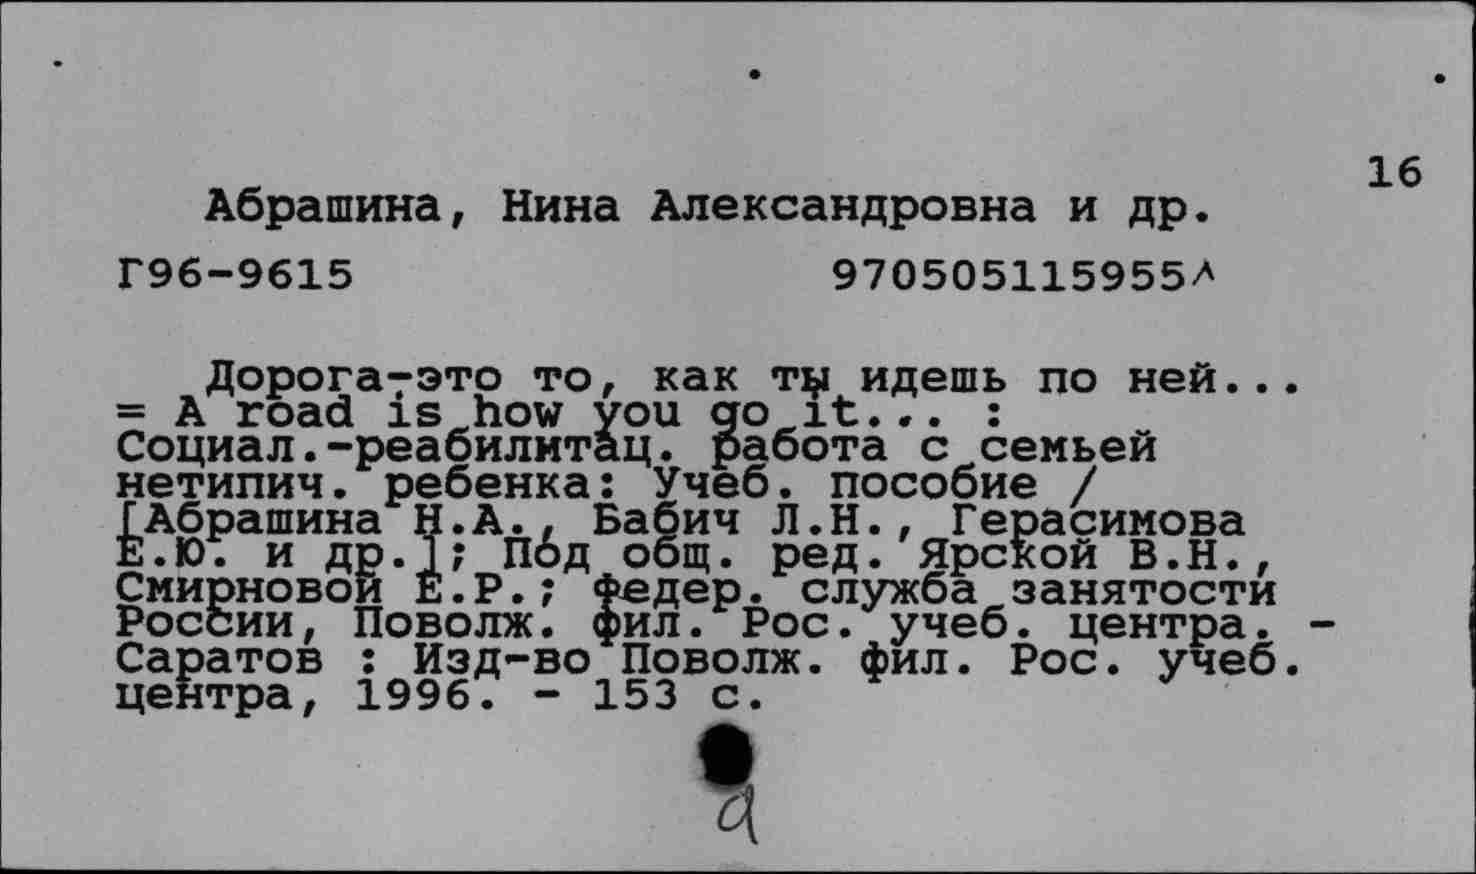 16
Абрашина, Нина Александровна и др.
Г96-9615 970505115955Л
Дорога-это то, как ты идешь по ней...
= A road is how you go it... :
Социал.-реабилитац. работа с семьей
нетипич. ребенка: Учеб. пособие /
[Абрашина Н.А., Бабич Л.Н., Герасимова
Е.Ю. и др.]; Под общ. ред. Ярской В.Н.,
Смирновой Е.Р.; Федер. служба занятости
России, Поволж. фил. Рос. учеб. центра. -
Саратов : Изд-во Поволж. фил. Рос. учеб.
центра, 1996. - 153 с.